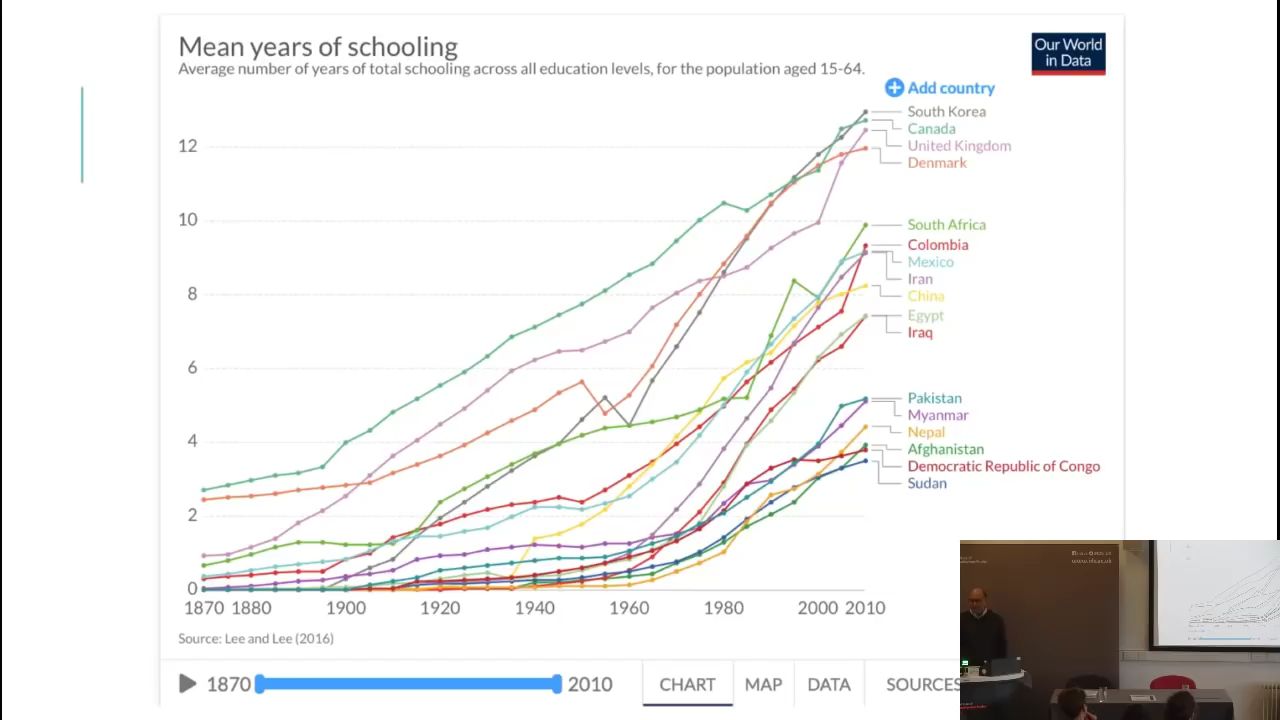 Mean years of schooling
Average number of years of total schooling across all education levels, for the population aged 15-64.
Our World
in Data
Add country
South Korea
Canada
United Kingdom
Denmark
South Africa
Colombia
Mexico
Iran
China
Egypt
Iraq
Pakistan
Myanmar
Nepal
Afghanistan
Democratic Republic of Congo
Sudan
12
10
8
6
4
2
0
1870 1880 1900 1920 1940 1960 1980 2000 2010
Source: Lee and Lee (2016)
1870 2010 CHART MAP DATA SOURCES